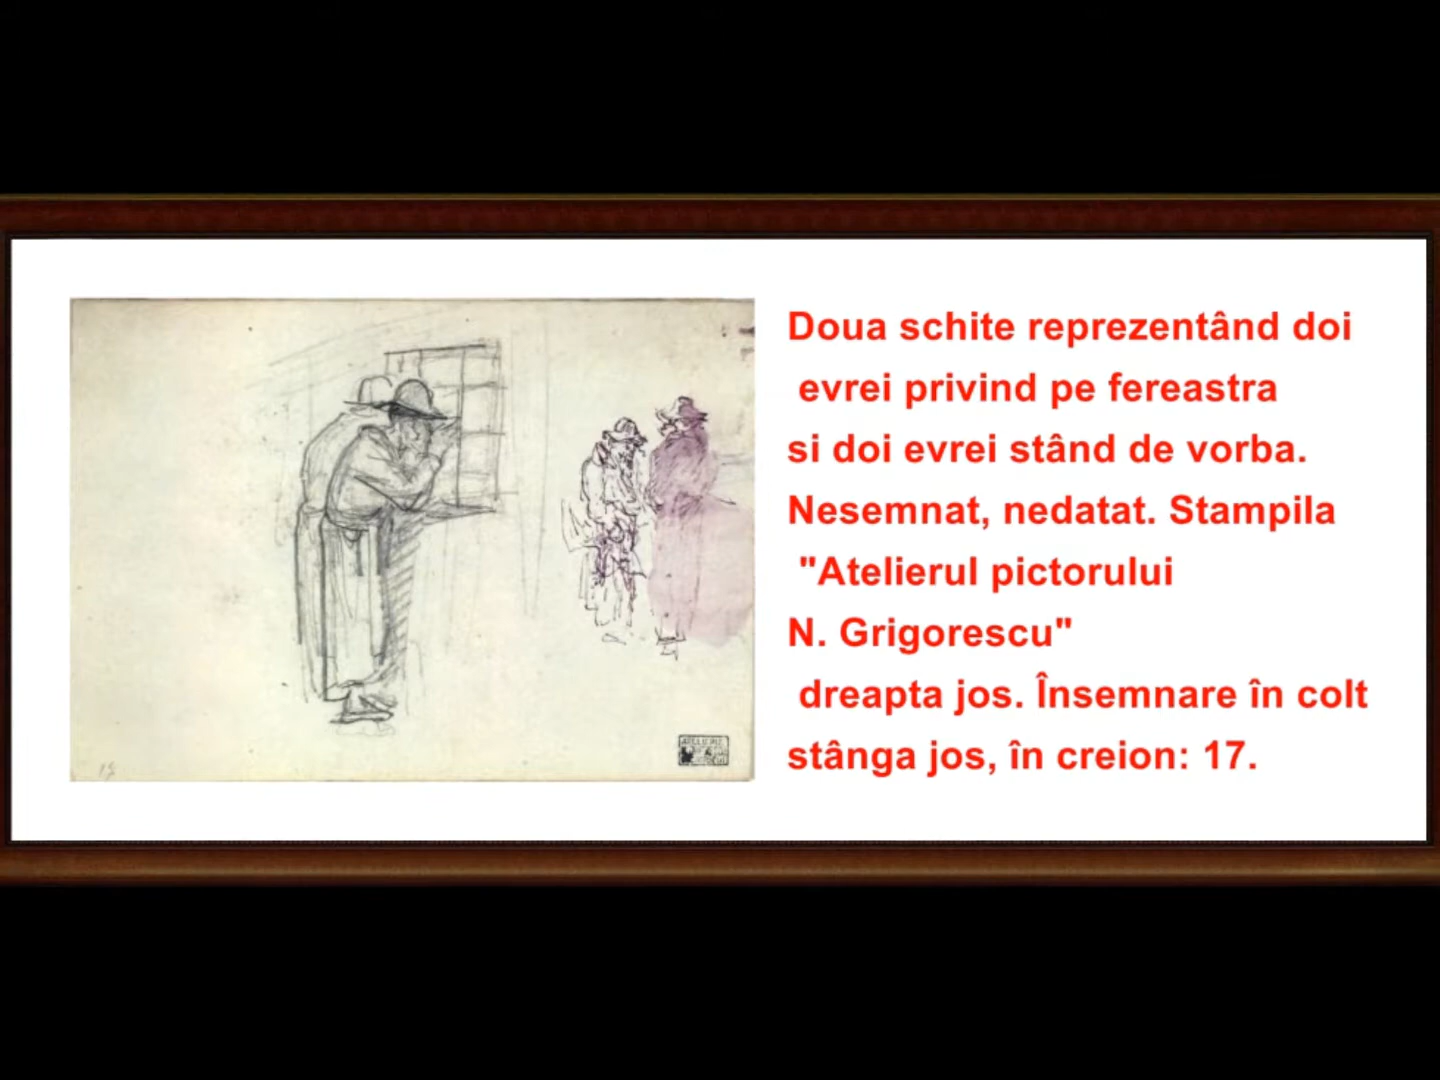 Doua schite reprezentând doi
evrei privind pe fereastra
si doi evrei stând de vorba.
Nesemnat, nedatat. Stampila
"Atelierul pictorului
N. Grigorescu"
dreapta jos. Însemnare în colt
stânga jos, în creion: 17.